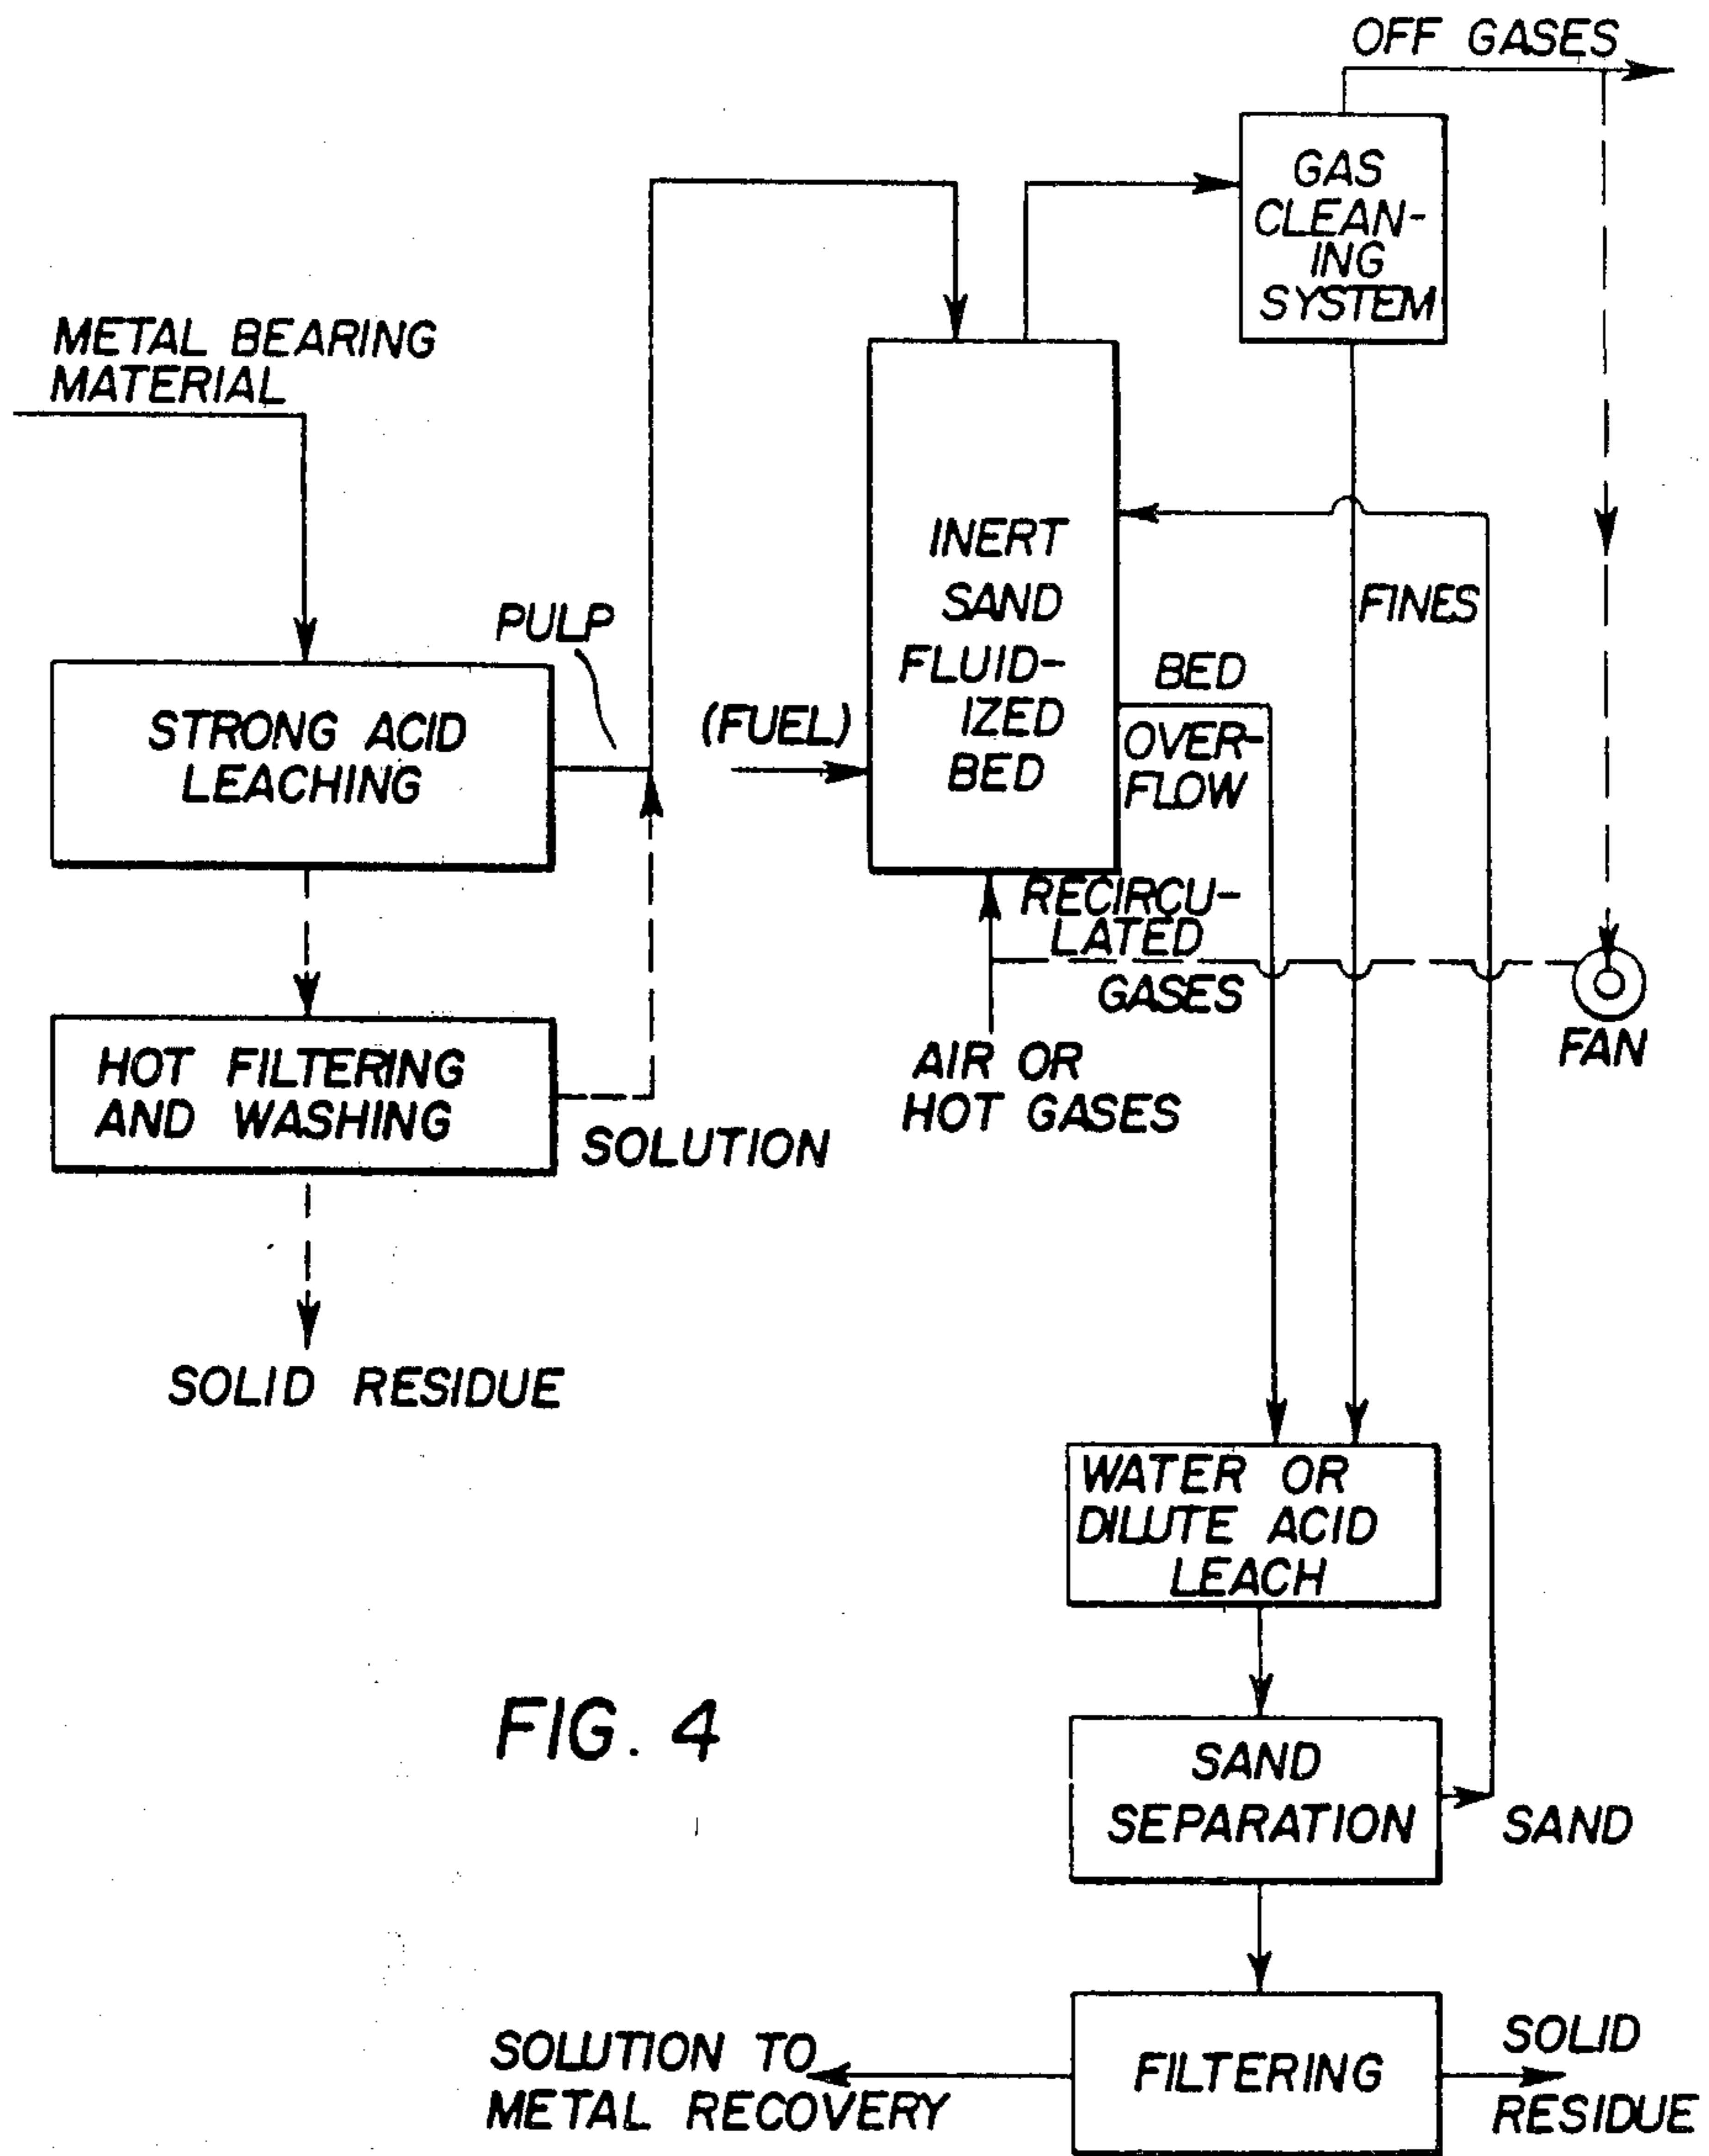 OFF GASES
GAS
CLEAN-
ING
SYSTEM
METAL BEARING
MATERIAL
INERT
SAND
FLUID-
IZED
BED
FINES
PULP
STRONG ACID
LEACHING
(FUEL)
BED
OVER-
FLOW
RECIRCU-
LATED
GASES
FAN
AIR OR
HOT GASES
HOT FILTERING
AND WASHING
SOLUTION
SOLID RESIDUE
WATER OR
DILUTE ACID
LEACH
FIG. 4
SAND
SEPARATION
SAND
FILTERING
SOLUTION TO
METAL RECOVERY
SOLID
RESIDUE